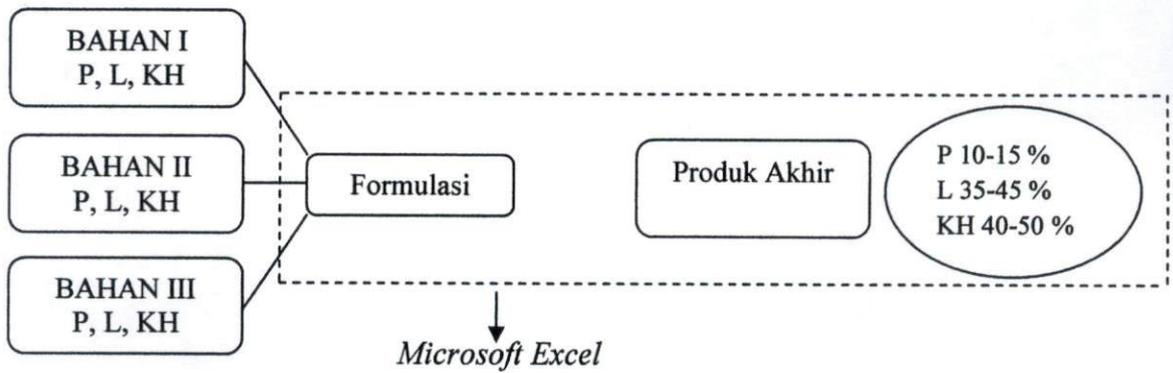 BAHAN I
P, L, KH
BAHAN II
P, L, KH
BAHAN III
P, L, KH
Formulasi
Produk Akhir
P 10-15 %
L 35-45 %
KH 40-50 %
Microsoft Excel